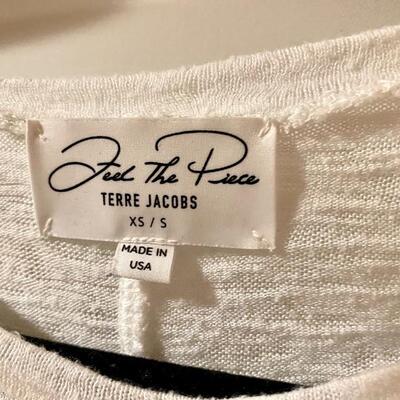 Feel The Piece
TERRE JACOBS
XS / S
MADE IN
USA